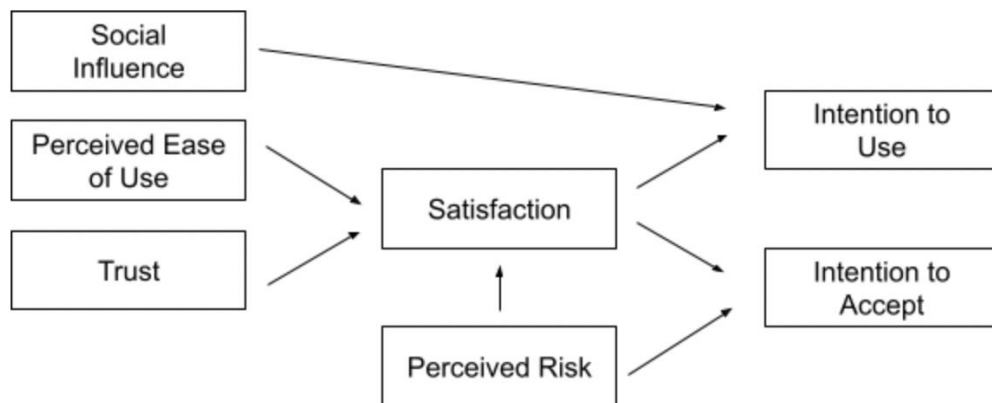 Social
Influence
Perceived Ease
of Use
Trust
Satisfaction
Perceived Risk
Intention to
Use
Intention to
Accept